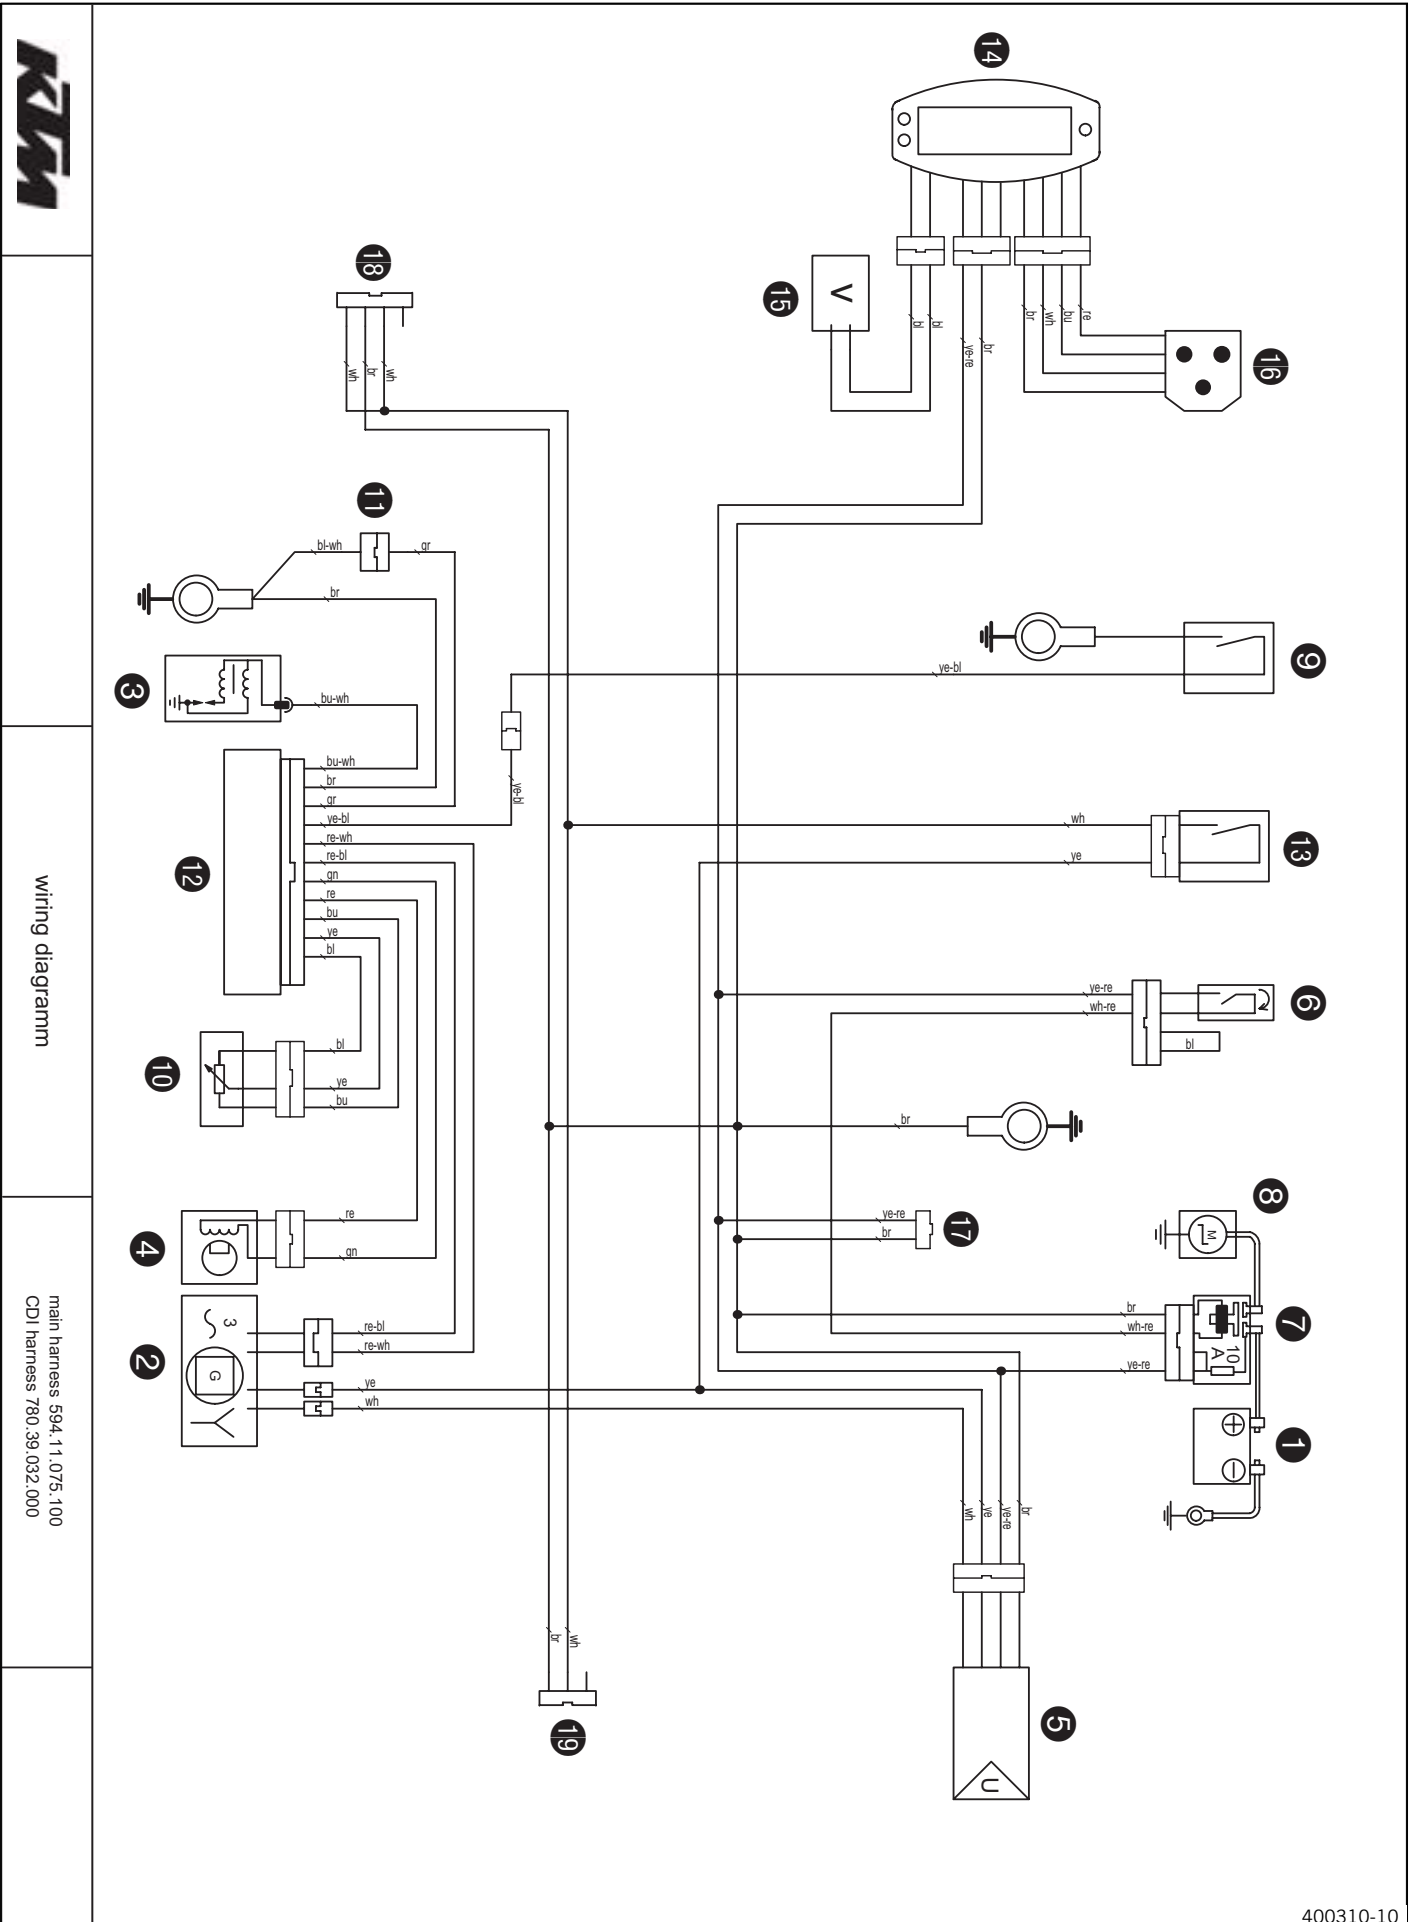 14
18
15
V
16
bl
bl
ye-re
br
br
wh
bu
re
wh
br
wh
11
bl-wh
gr
br
9
ye-bl
3
bu-wh
bu-wh
br
gr
ye-bl
re-wh
re-bl
gn
re
bu
ye
bl
12
ye-bl
wh
ye
13
ye-re
wh-re
bl
6
10
bl
ye
bu
br
8
M
4
re
gn
ye-re
br
17
3
G
2
re-bl
re-wh
ye
wh
br
wh-re
ye-re
10
A
7
1
wh
ye
ye-re
br
br
wh
19
5
U
KTM
wiring diagramm
main harness 594.11.075.100
CDI harness 780.39.032.000
400310-10